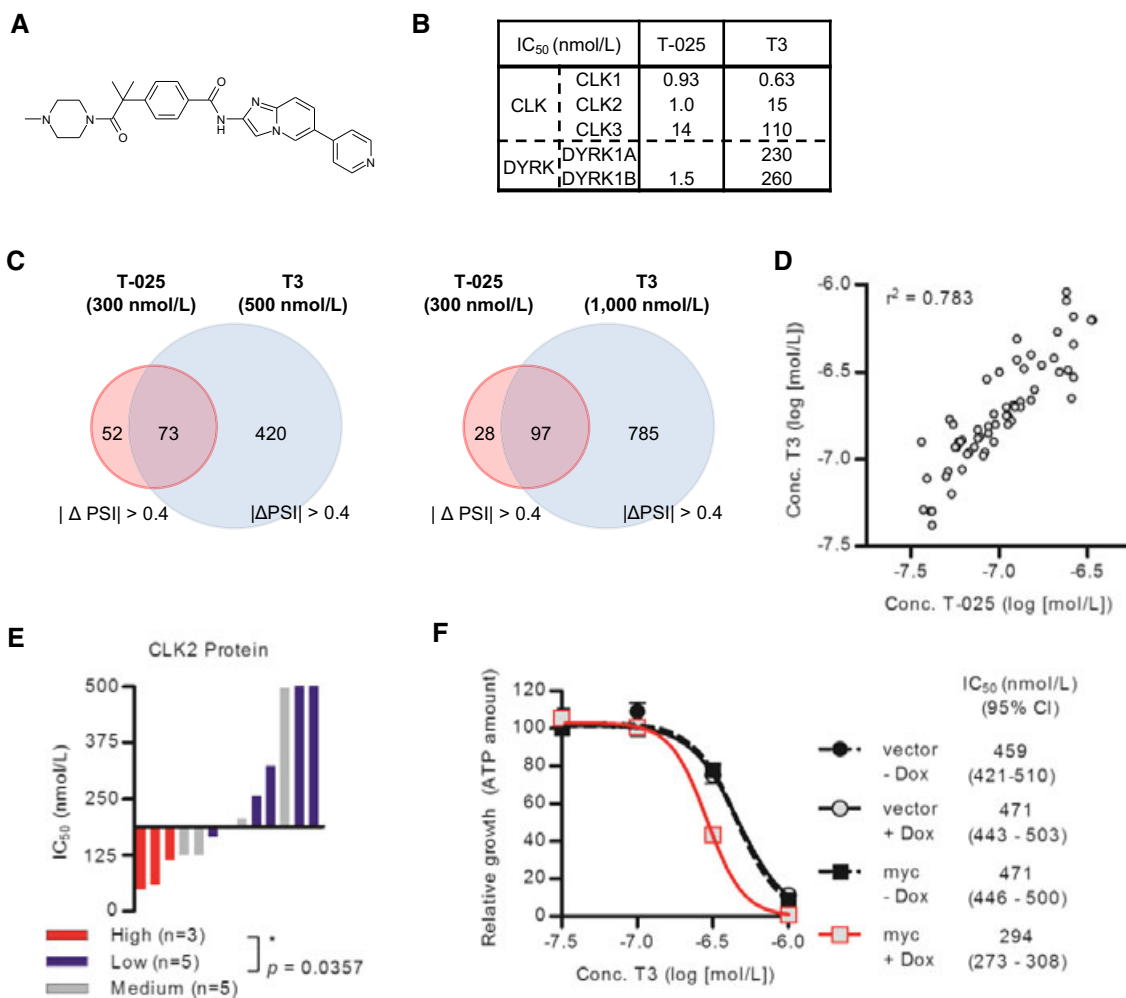 A
N
N
O
O
N
H
N
N
N
B
IC50 (nmol/L) T-025 T3
CLK CLK1 0.93 0.63
CLK2 1.0 15
CLK3 14 110
DYRK DYRK1A 230
DYRK1B 1.5 260
C
T-025 (300 nmol/L)
T3 (500 nmol/L)
52 73 420
| Δ PSI| > 0.4
|ΔPSI| > 0.4
T-025 (300 nmol/L)
T3 (1,000 nmol/L)
28 97 785
| Δ PSI| > 0.4
|ΔPSI| > 0.4
D
r2 = 0.783
Conc. T3 (log [mol/L])
-6.0
-6.5
-7.0
-7.5
-7.5 -7.0 -6.5
Conc. T-025 (log [mol/L])
E
CLK2 Protein
IC50 (nmol/L)
500
375
250
125
0
High (n=3)
Low (n=5)
Medium (n=5)
*
p = 0.0357
F
Relative growth (ATP amount)
120
100
80
60
40
20
0
-7.5 -7.0 -6.5 -6.0
Conc. T3 (log [mol/L])
IC50 (nmol/L)
(95% CI)
vector 459
- Dox (421-510)
vector 471
+ Dox (443 - 503)
myc 471
- Dox (446 - 500)
myc 294
+ Dox (273 - 308)